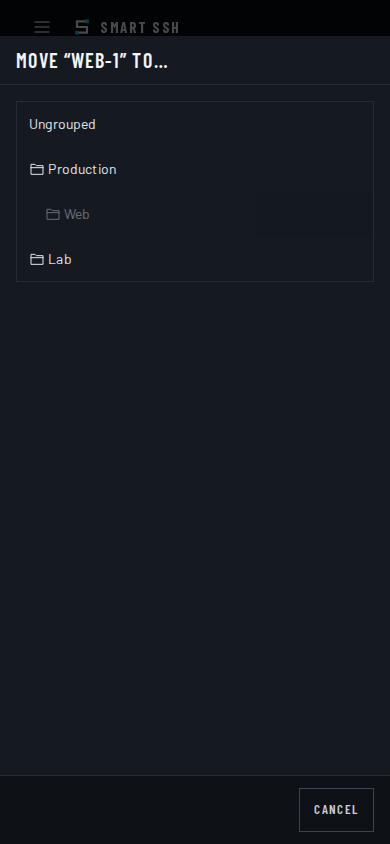 SMART SSH
MOVE “WEB-1” TO…
Ungrouped
Production
Web
Lab
CANCEL